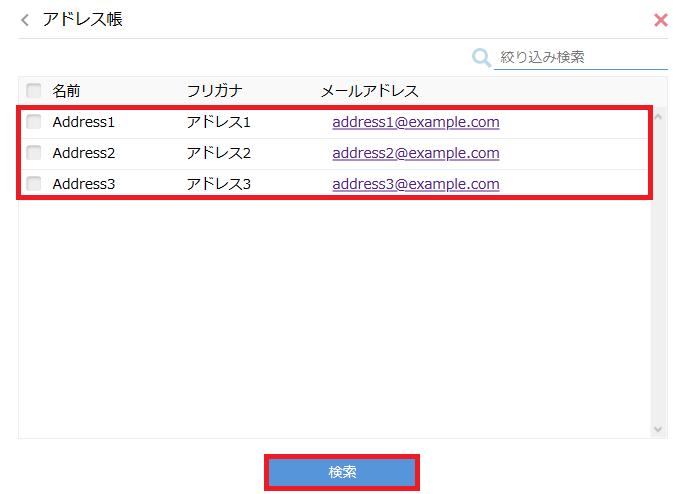 アドレス帳
絞り込み検索
名前 フリガナ メールアドレス
Address1 アドレス1 address1@example.com
Address2 アドレス2 address2@example.com
Address3 アドレス3 address3@example.com
検索